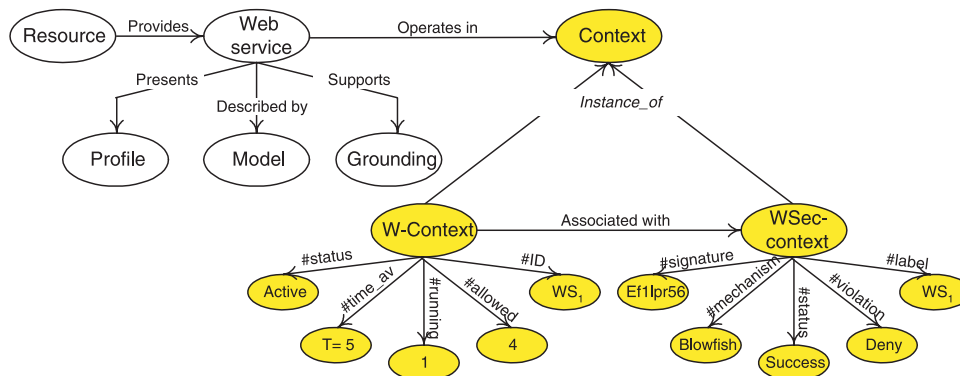 Resource
Provides
Web
service
Operates in
Context
Presents
Described by
Supports
Instance_of
Profile
Model
Grounding
W-Context
Associated with
WSec-
context
#status
#time_av
#running
#allowed
#ID
#signature
#mechanism
#status
#violation
#label
Active
T= 5
1
4
WS1
Ef1lpr56
Blowfish
Success
Deny
WS1